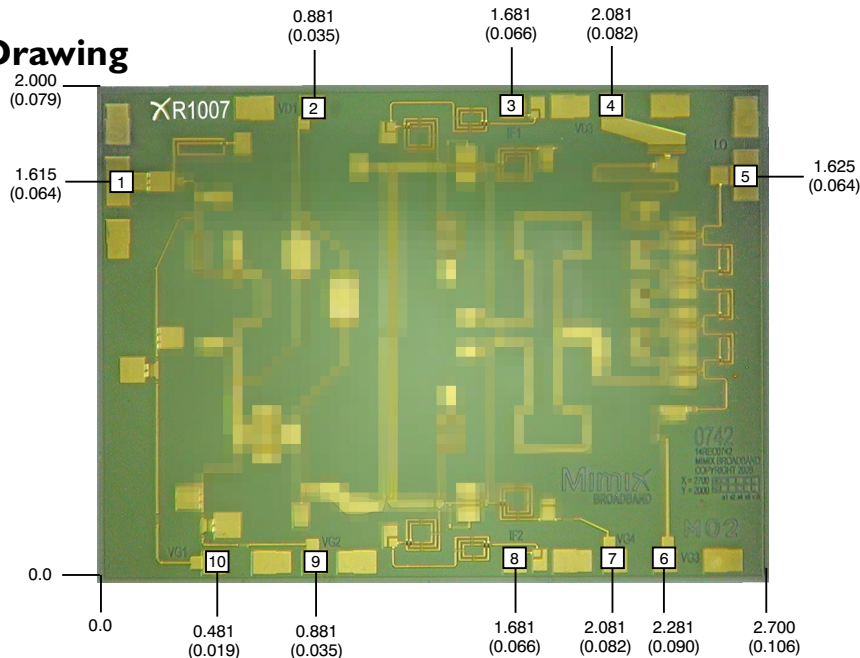 Drawing
0.881
(0.035)
1.681
(0.066)
2.081
(0.082)
2.000
(0.079)
XR1007
VD1
2
3
IF1
VD3
4
LO
1.615
(0.064)
1
5
1.625
(0.064)
0742
MIMIX BROADBAND
COPYRIGHT
X = 2700
Y = 2000
Mimix
BROADBAND
M02
VG1
10
VG2
9
IF2
8
VG4
7
6
VG3
0.0
0.0
0.481
(0.019)
0.881
(0.035)
1.681
(0.066)
2.081
(0.082)
2.281
(0.090)
2.700
(0.106)